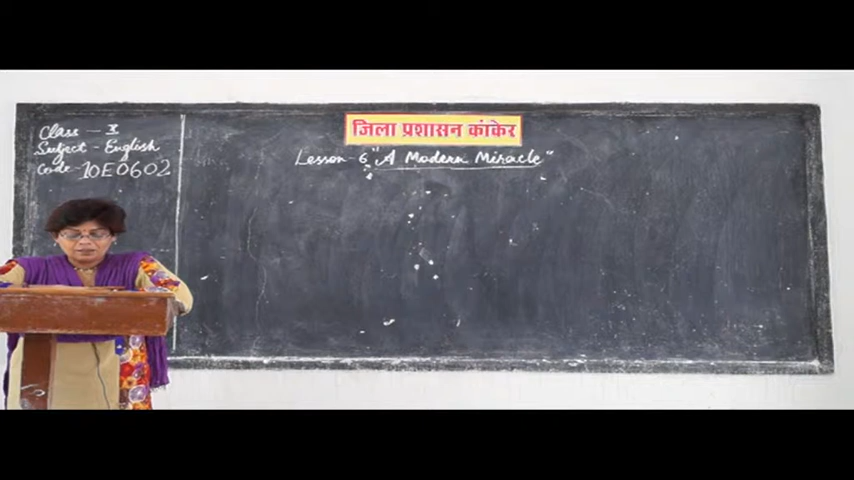 Class - X
Subject - English
Code - 10E0602
जिला प्रशासन कांकेर
Lesson - 6 "A Modern Miracle"